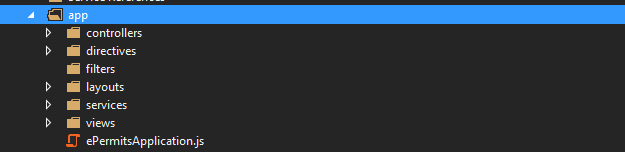 app
controllers
directives
filters
layouts
services
views
ePermitsApplication.js